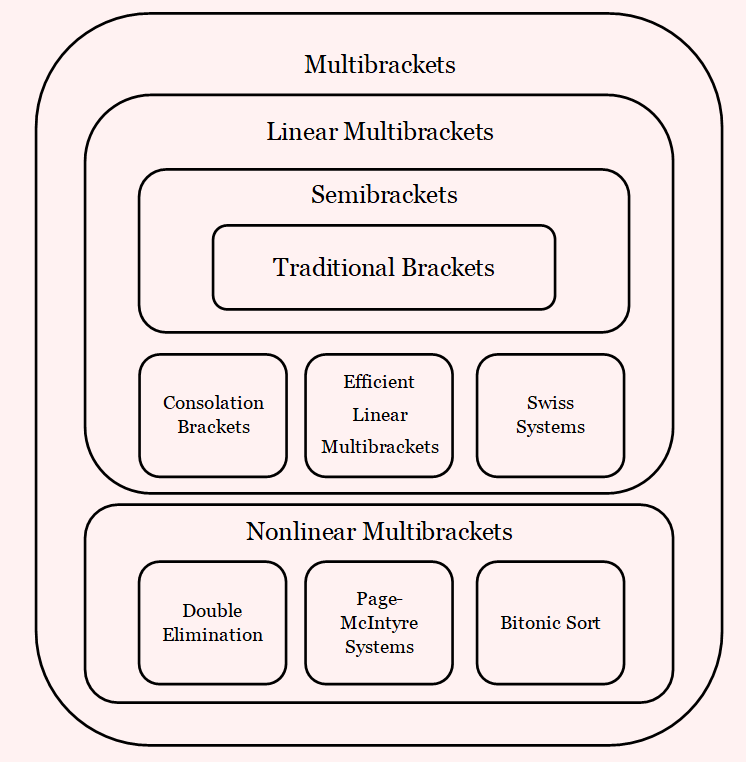 Multibrackets
Linear Multibrackets
Semibrackets
Traditional Brackets
Consolation
Brackets
Efficient
Linear
Multibrackets
Swiss
Systems
Nonlinear Multibrackets
Double
Elimination
Page-
McIntyre
Systems
Bitonic Sort